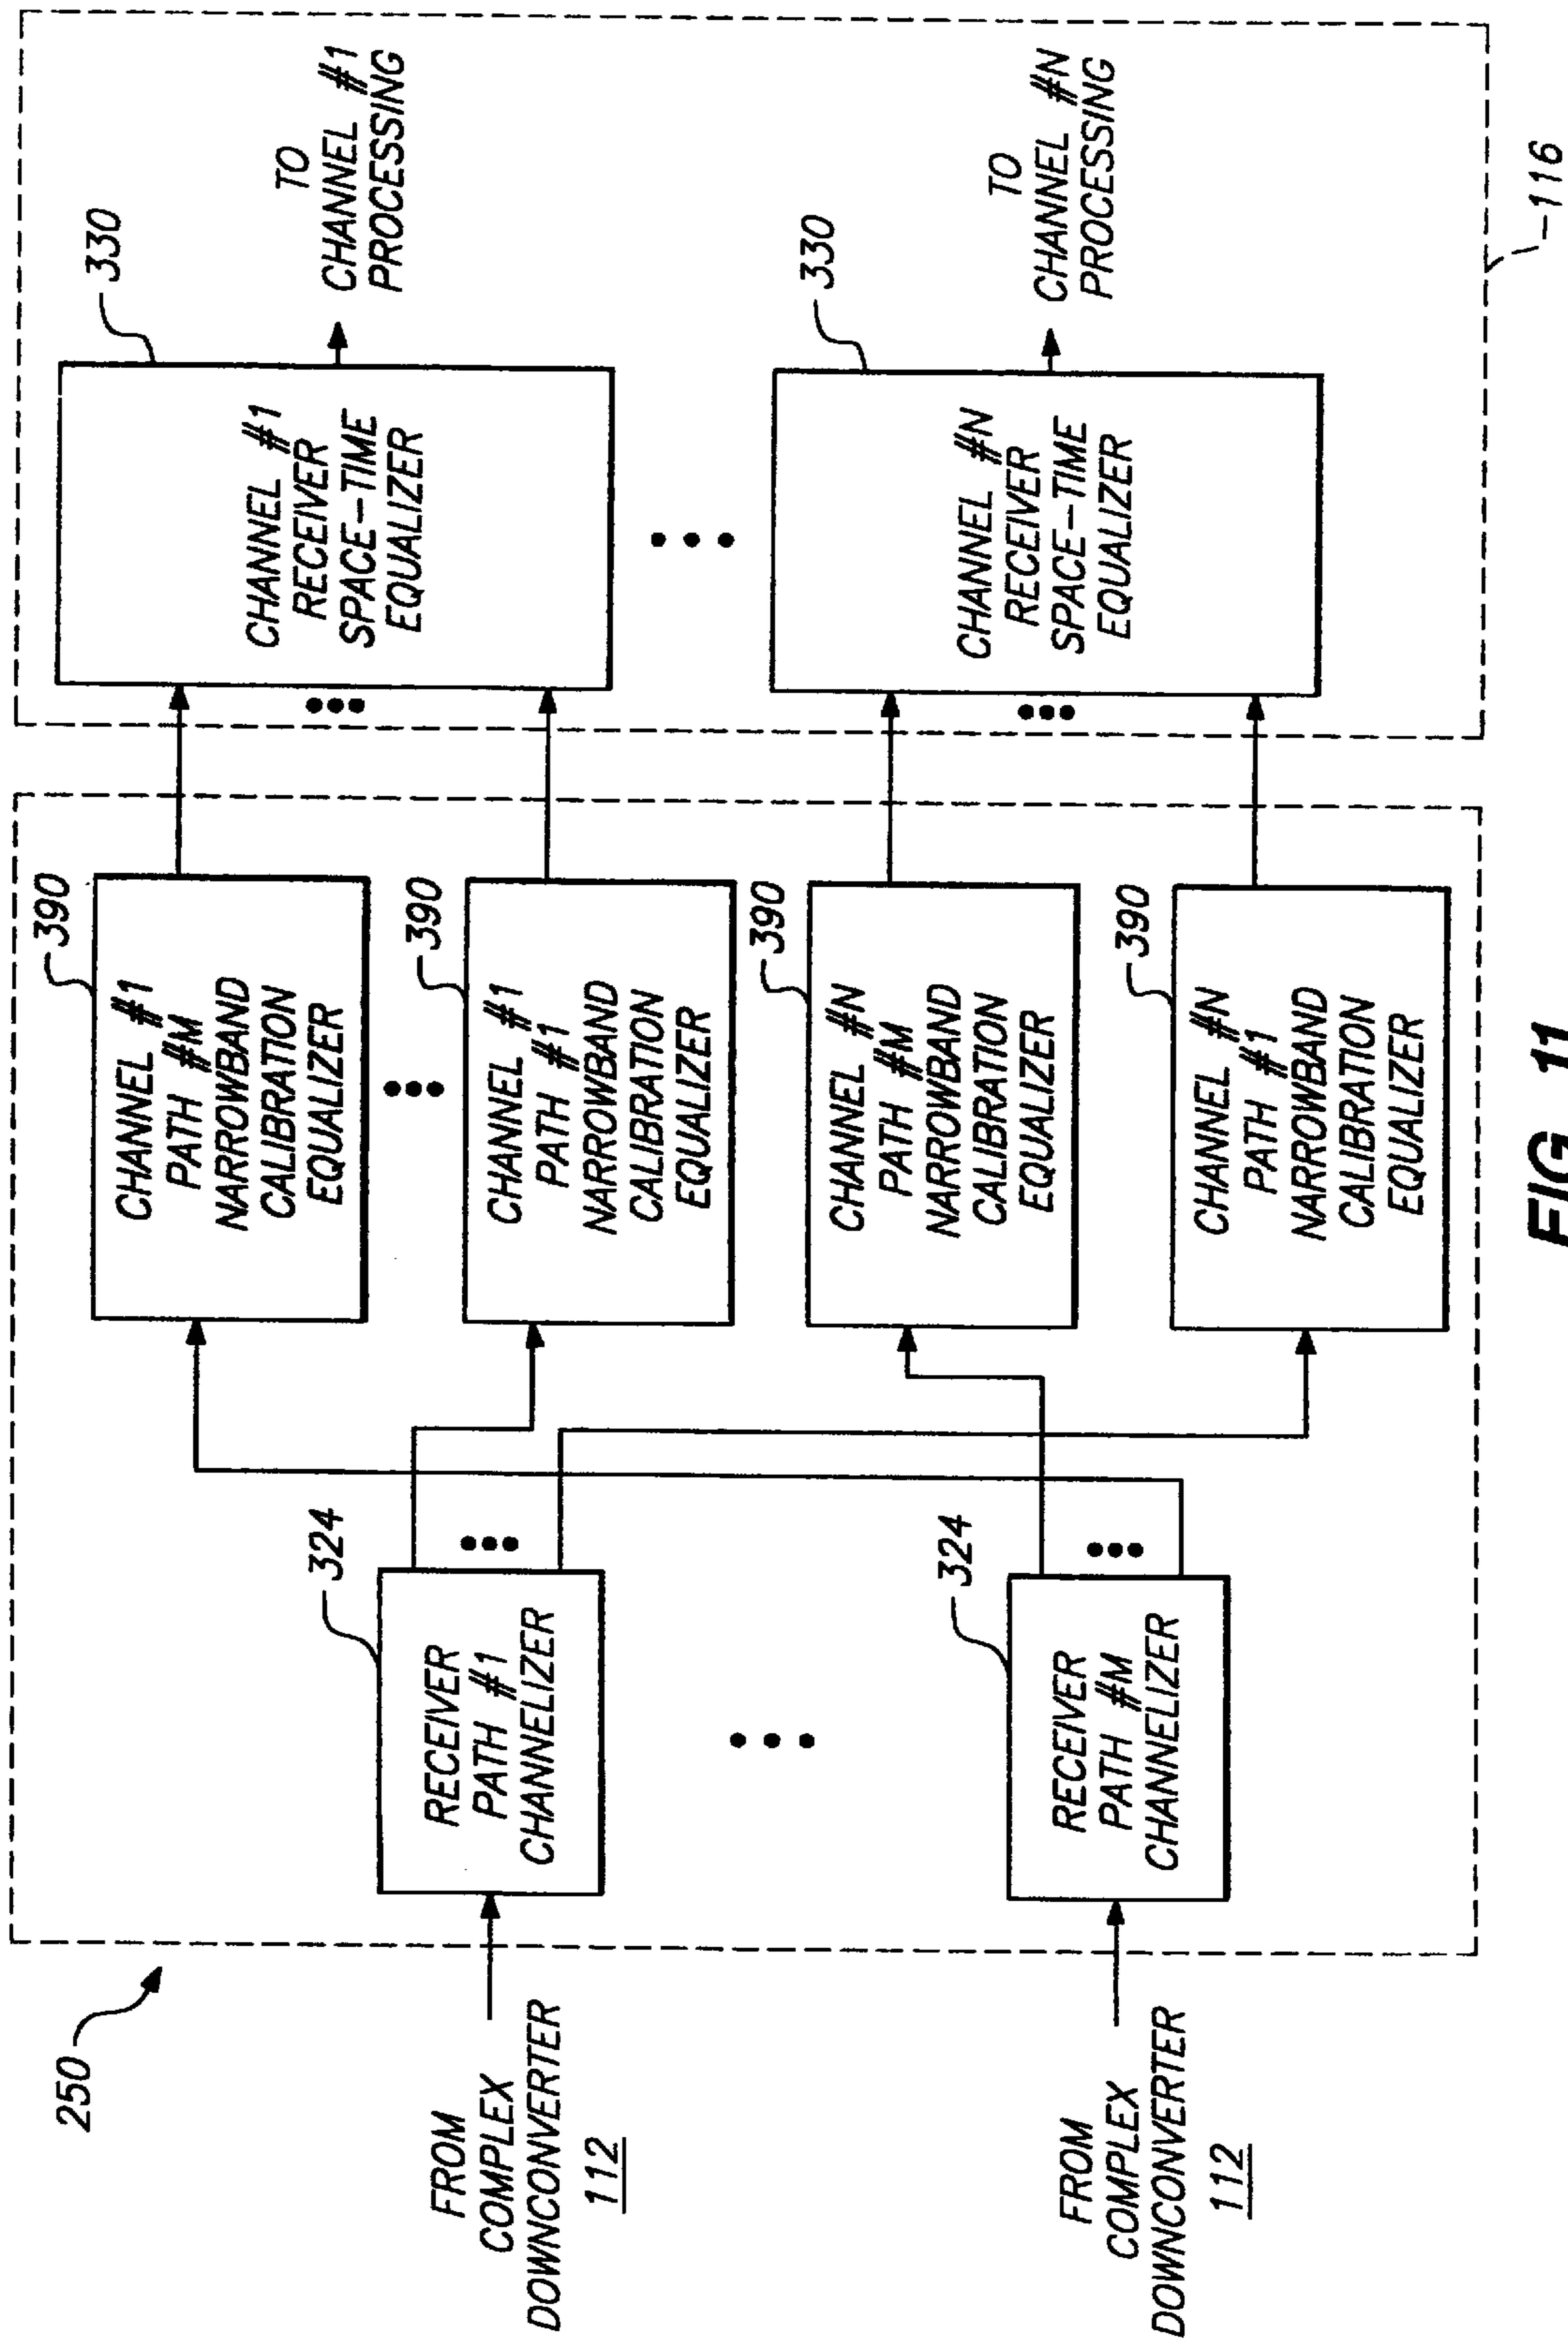 250
FROM
COMPLEX
DOWNCONVERTER
112
FROM
COMPLEX
DOWNCONVERTER
112
324
RECEIVER
PATH #1
CHANNELIZER
324
RECEIVER
PATH #M
CHANNELIZER
390
CHANNEL #1
PATH #M
NARROWBAND
CALIBRATION
EQUALIZER
390
CHANNEL #1
PATH #1
NARROWBAND
CALIBRATION
EQUALIZER
390
CHANNEL #N
PATH #M
NARROWBAND
CALIBRATION
EQUALIZER
390
CHANNEL #N
PATH #1
NARROWBAND
CALIBRATION
EQUALIZER
330
CHANNEL #1
RECEIVER
SPACE-TIME
EQUALIZER
TO
CHANNEL #1
PROCESSING
330
CHANNEL #N
RECEIVER
SPACE-TIME
EQUALIZER
TO
CHANNEL #N
PROCESSING
116
FIG. 11